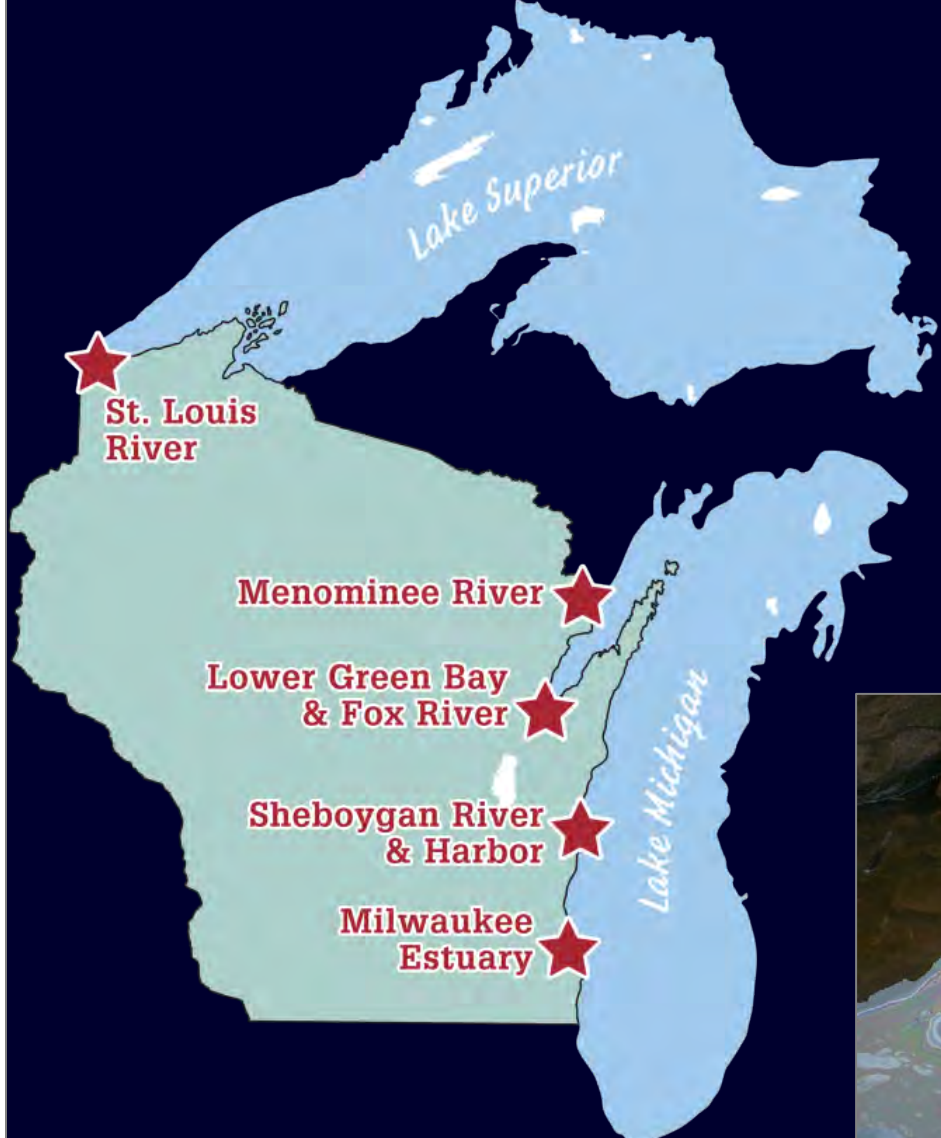 Lake Superior
St. Louis
River
Menominee River
Lower Green Bay
& Fox River
Lake Michigan
Sheboygan River
& Harbor
Milwaukee
Estuary